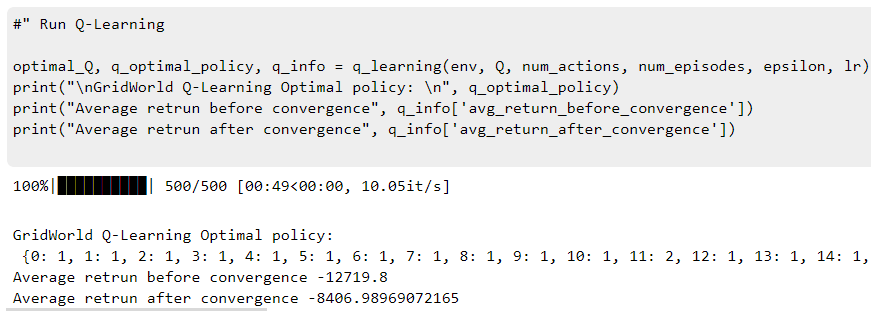 #" Run Q-Learning
optimal_Q, q_optimal_policy, q_info = q_learning(env, Q, num_actions, num_episodes, epsilon, lr)
print("\nGridWorld Q-Learning Optimal policy: \n", q_optimal_policy)
print("Average retrun before convergence", q_info['avg_return_before_convergence'])
print("Average retrun after convergence", q_info['avg_return_after_convergence'])
100%|██████████| 500/500 [00:49<00:00, 10.05it/s]
GridWorld Q-Learning Optimal policy:
{0: 1, 1: 1, 2: 1, 3: 1, 4: 1, 5: 1, 6: 1, 7: 1, 8: 1, 9: 1, 10: 1, 11: 2, 12: 1, 13: 1, 14: 1,
Average retrun before convergence -12719.8
Average retrun after convergence -8406.98969072165